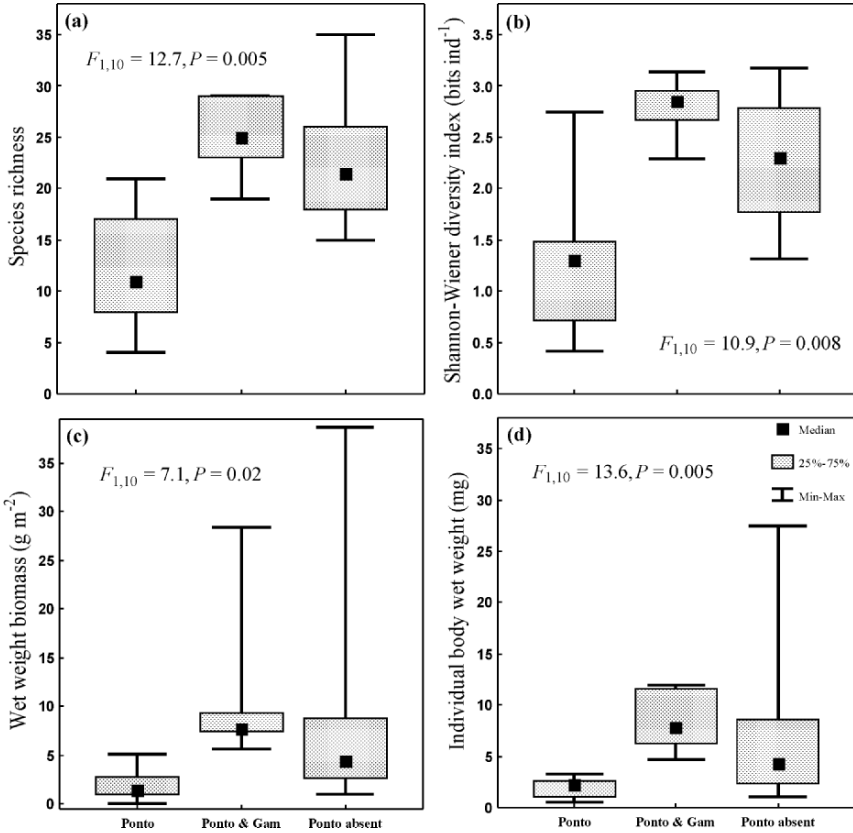 (a)
F1,10 = 12.7, P = 0.005
Species richness
35
30
25
20
15
10
5
0
(b)
Shannon-Wiener diversity index (bits ind-1)
3.5
3.0
2.5
2.0
1.5
1.0
0.5
0.0
F1,10 = 10.9, P = 0.008
(c)
F1,10 = 7.1, P = 0.02
Wet weight biomass (g m-2)
35
30
25
20
15
10
5
0
Ponto
Ponto & Gam
Ponto absent
(d)
F1,10 = 13.6, P = 0.005
Individual body wet weight (mg)
35
30
25
20
15
10
5
0
Median
25%-75%
Min-Max
Ponto
Ponto & Gam
Ponto absent